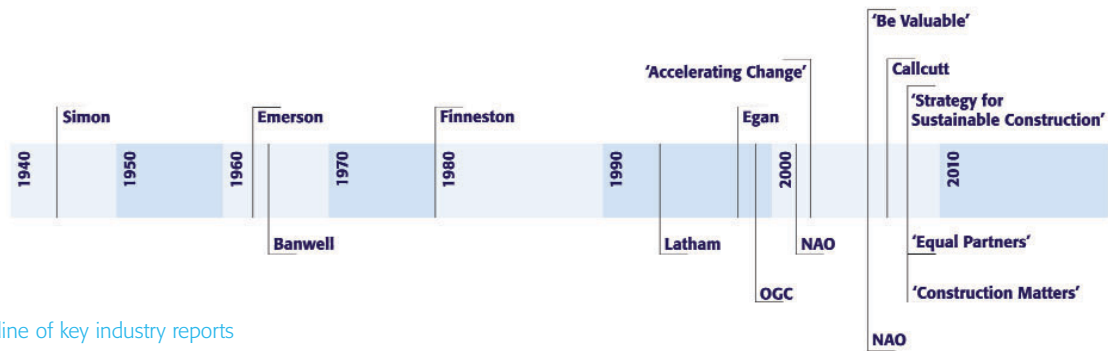 'Be Valuable'
'Accelerating Change'
Callcutt
'Strategy for
Sustainable Construction'
Simon
Emerson
Finneston
Egan
1940
1950
1960
1970
1980
1990
2000
2010
Banwell
Latham
NAO
'Equal Partners'
OGC
'Construction Matters'
NAO
line of key industry reports